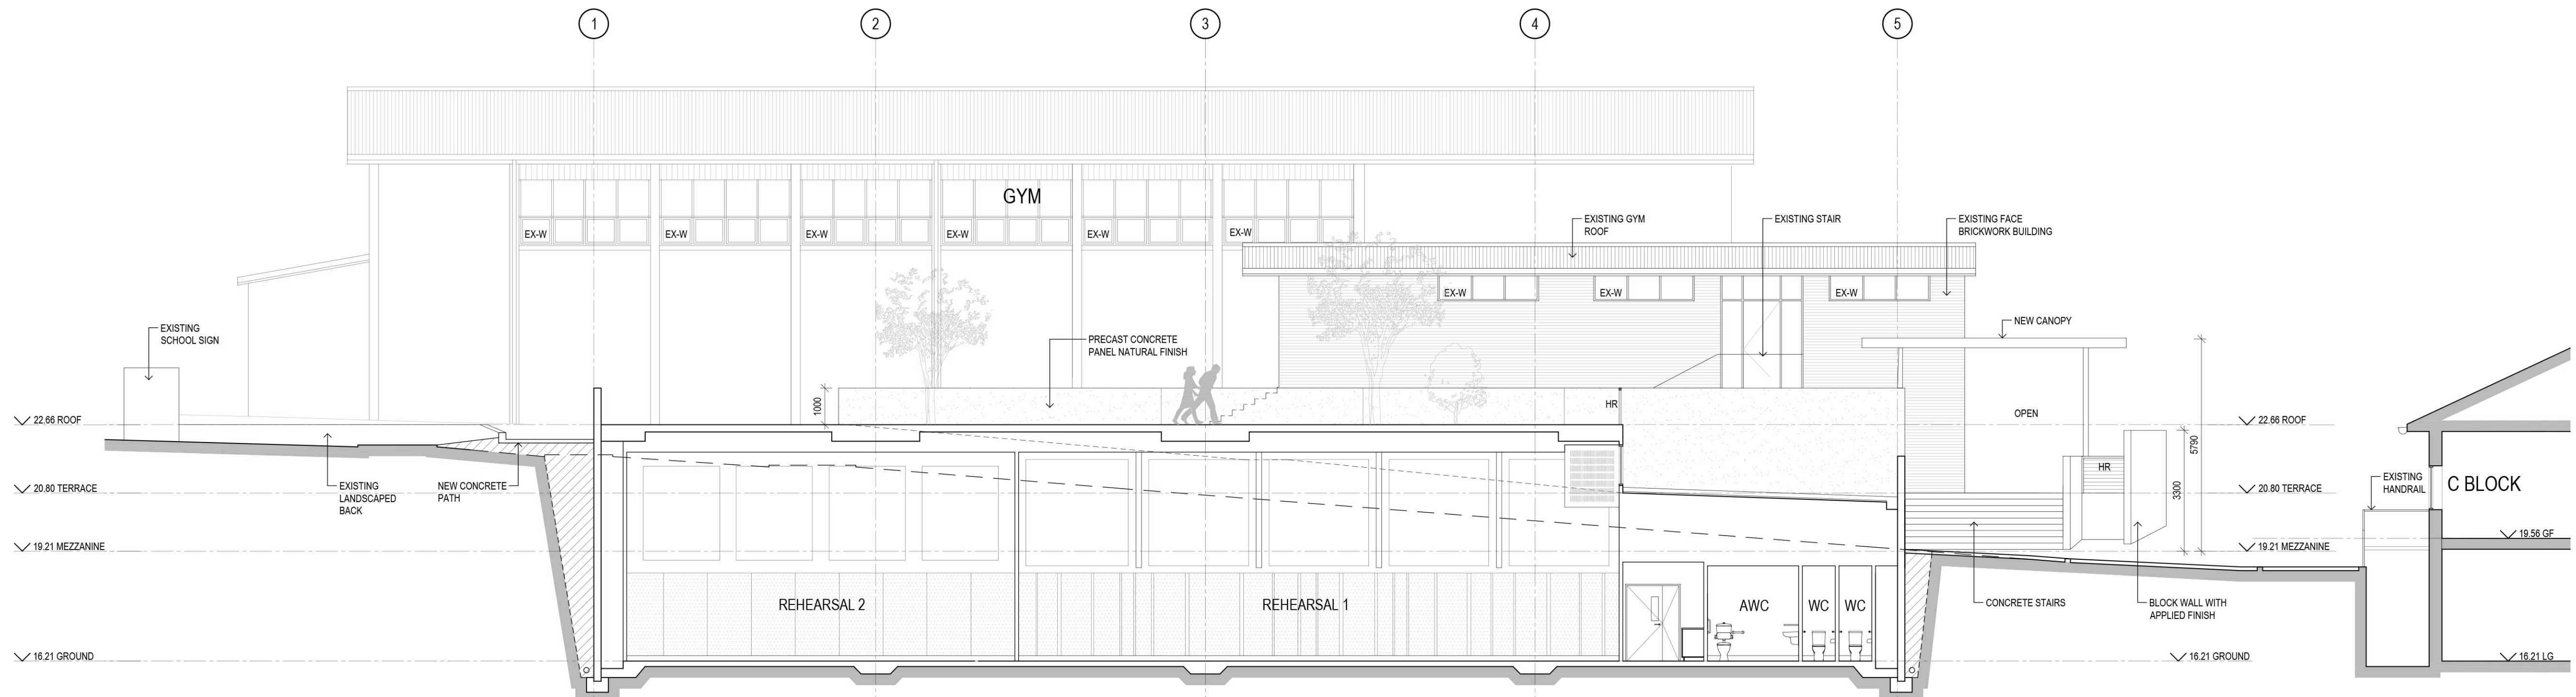 1
2
3
4
5
GYM
EX-W
EX-W
EX-W
EX-W
EX-W
EX-W
EXISTING GYM
ROOF
EXISTING STAIR
EXISTING FACE
BRICKWORK BUILDING
EX-W
EX-W
EX-W
EXISTING
SCHOOL SIGN
PRECAST CONCRETE
PANEL NATURAL FINISH
NEW CANOPY
1000
HR
OPEN
5790
22.66 ROOF
22.66 ROOF
EXISTING
LANDSCAPED
BACK
NEW CONCRETE
PATH
HR
3300
EXISTING
HANDRAIL
C BLOCK
20.80 TERRACE
20.80 TERRACE
19.56 GF
19.21 MEZZANINE
19.21 MEZZANINE
REHEARSAL 2
REHEARSAL 1
AWC
WC
WC
CONCRETE STAIRS
BLOCK WALL WITH
APPLIED FINISH
16.21 GROUND
16.21 GROUND
16.21 LG